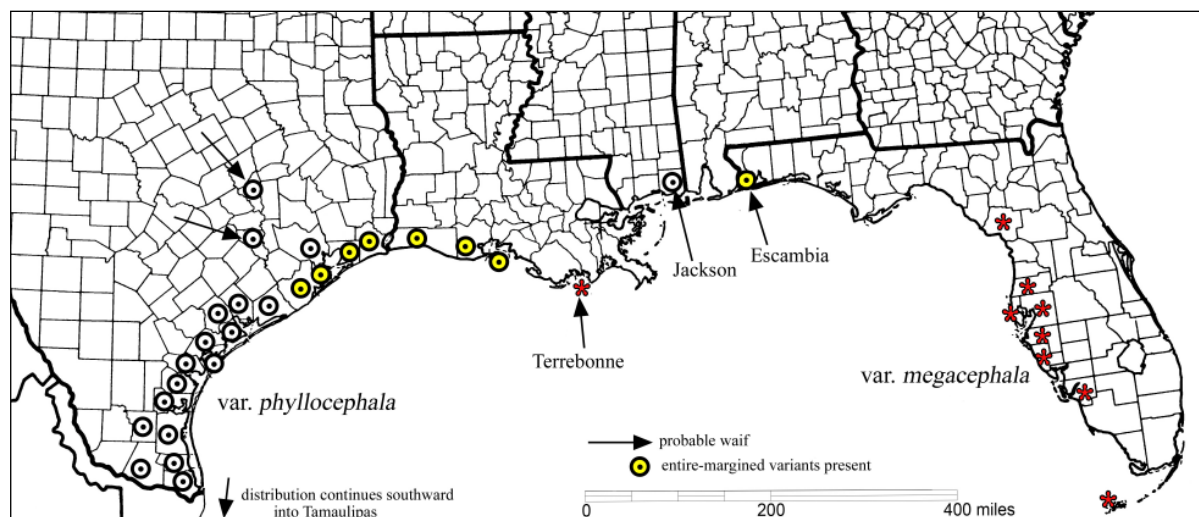 Jackson
Escambia
Terrebonne
var. phyllocephala
var. megacephala
probable waif
entire-margined variants present
distribution continues southward
into Tamaulipas
0 200 400 miles